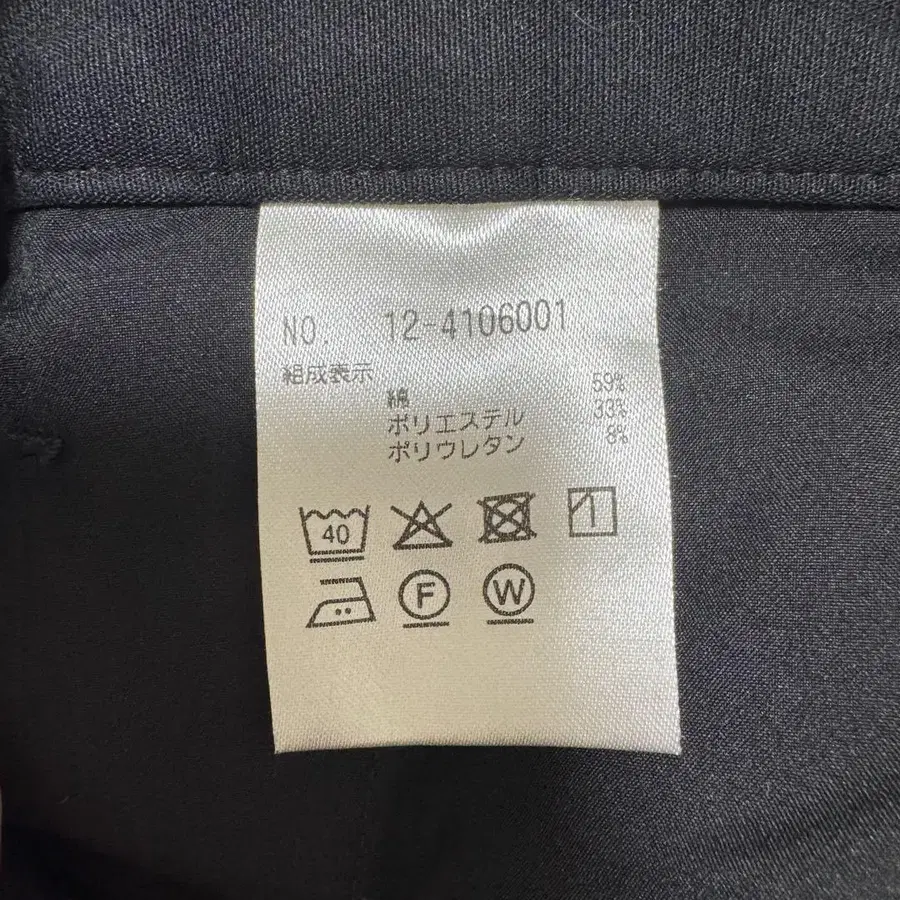 NO. 12-4106001
組成表示
綿 59%
ポリエステル 33%
ポリウレタン 8%
40
F W